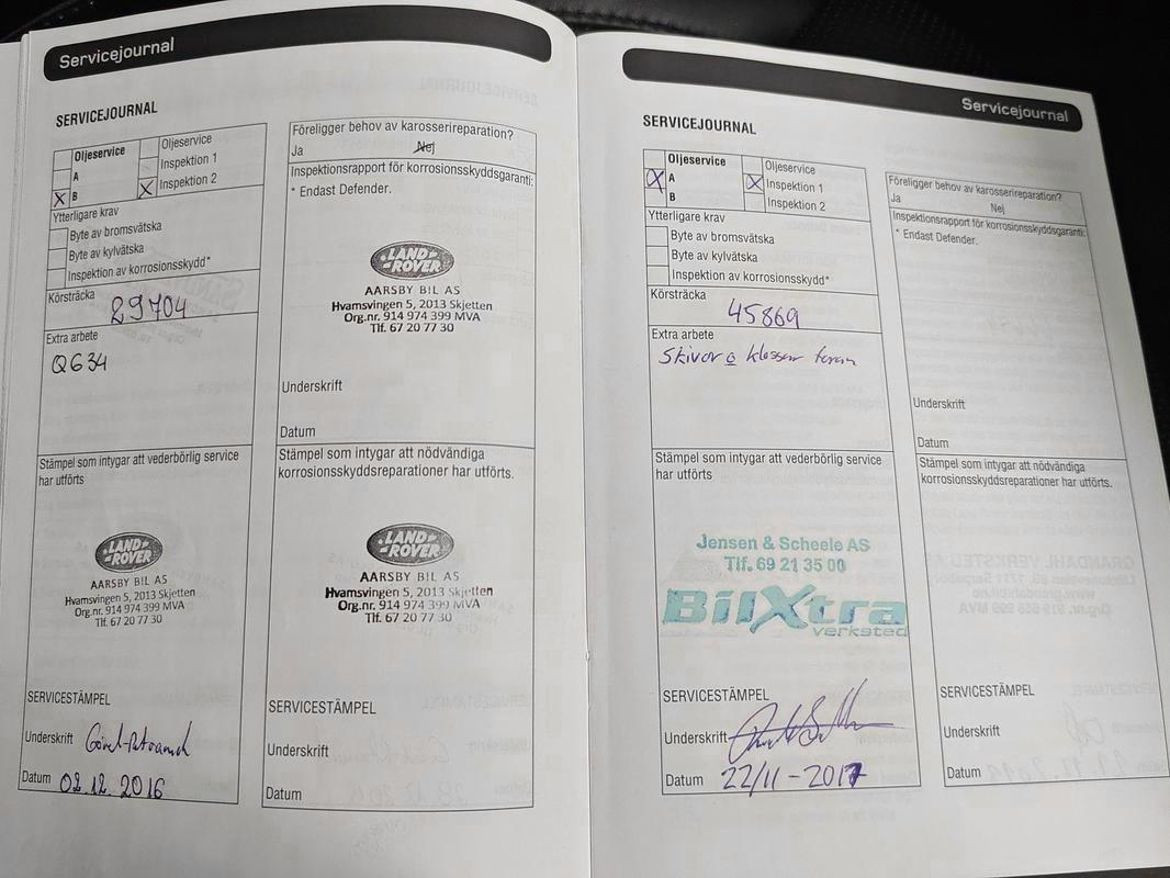 Servicejournal
SERVICEJOURNAL
Oljeservice
A
X B
Oljeservice
Inspektion 1
X Inspektion 2
Ytterligare krav
Byte av bromsvätska
Byte av kylvätska
Inspektion av korrosionsskydd*
Körsträcka
29704
Extra arbete
Q634
Stämpel som intygar att vederbörlig service
har utförts
LAND-
-ROVER
AARSBY BIL AS
Hvamsvingen 5, 2013 Skjetten
Org.nr. 914 974 399 MVA
Tlf. 67 20 77 30
SERVICESTÄMPEL
Underskrift
Datum 02.12.2016
Föreligger behov av karosserireparation?
Ja Nej
Inspektionsrapport för korrosionsskyddsgaranti:
* Endast Defender.
LAND-
-ROVER
AARSBY BIL AS
Hvamsvingen 5, 2013 Skjetten
Org.nr. 914 974 399 MVA
Tlf. 67 20 77 30
Underskrift
Datum
Stämpel som intygar att nödvändiga
korrosionsskyddsreparationer har utförts.
LAND-
-ROVER
AARSBY BIL AS
Hvamsvingen 5, 2013 Skjetten
Org.nr. 914 974 399 MVA
Tlf. 67 20 77 30
SERVICESTÄMPEL
Underskrift
Datum
Servicejournal
SERVICEJOURNAL
Oljeservice
X A
B
Oljeservice
X Inspektion 1
Inspektion 2
Ytterligare krav
Byte av bromsvätska
Byte av kylvätska
Inspektion av korrosionsskydd*
Körsträcka
45869
Extra arbete
Skivor o klosser foran
Stämpel som intygar att vederbörlig service
har utförts
Jensen & Scheele AS
Tlf. 69 21 35 00
BilXtra
verksted
SERVICESTÄMPEL
Underskrift
Datum 22/11-2017
Föreligger behov av karosserireparation?
Ja Nej
Inspektionsrapport för korrosionsskyddsgaranti:
* Endast Defender.
Underskrift
Datum
Stämpel som intygar att nödvändiga
korrosionsskyddsreparationer har utförts.
SERVICESTÄMPEL
Underskrift
Datum